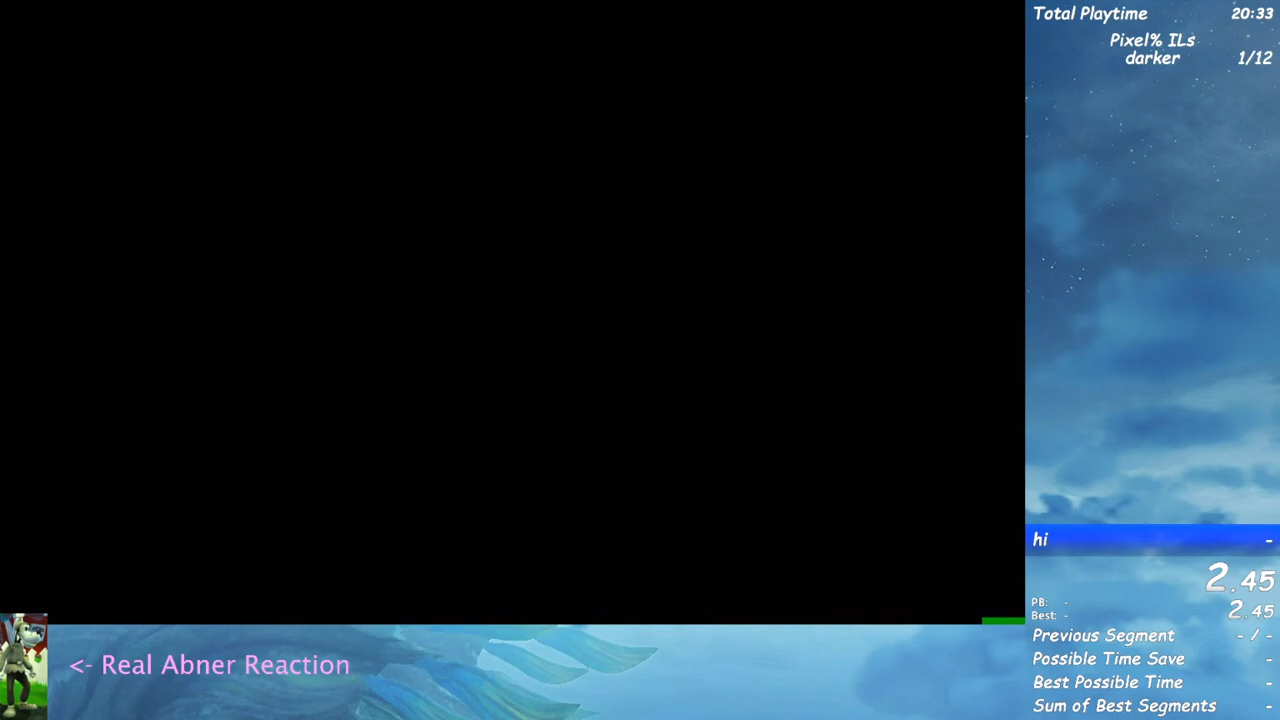 Total Playtime 20:33
Pixel% ILs
darker 1/12
hi -
2.45
PB: -
Best: - 2.45
Previous Segment - / -
Possible Time Save -
Best Possible Time -
Sum of Best Segments -
<- Real Abner Reaction